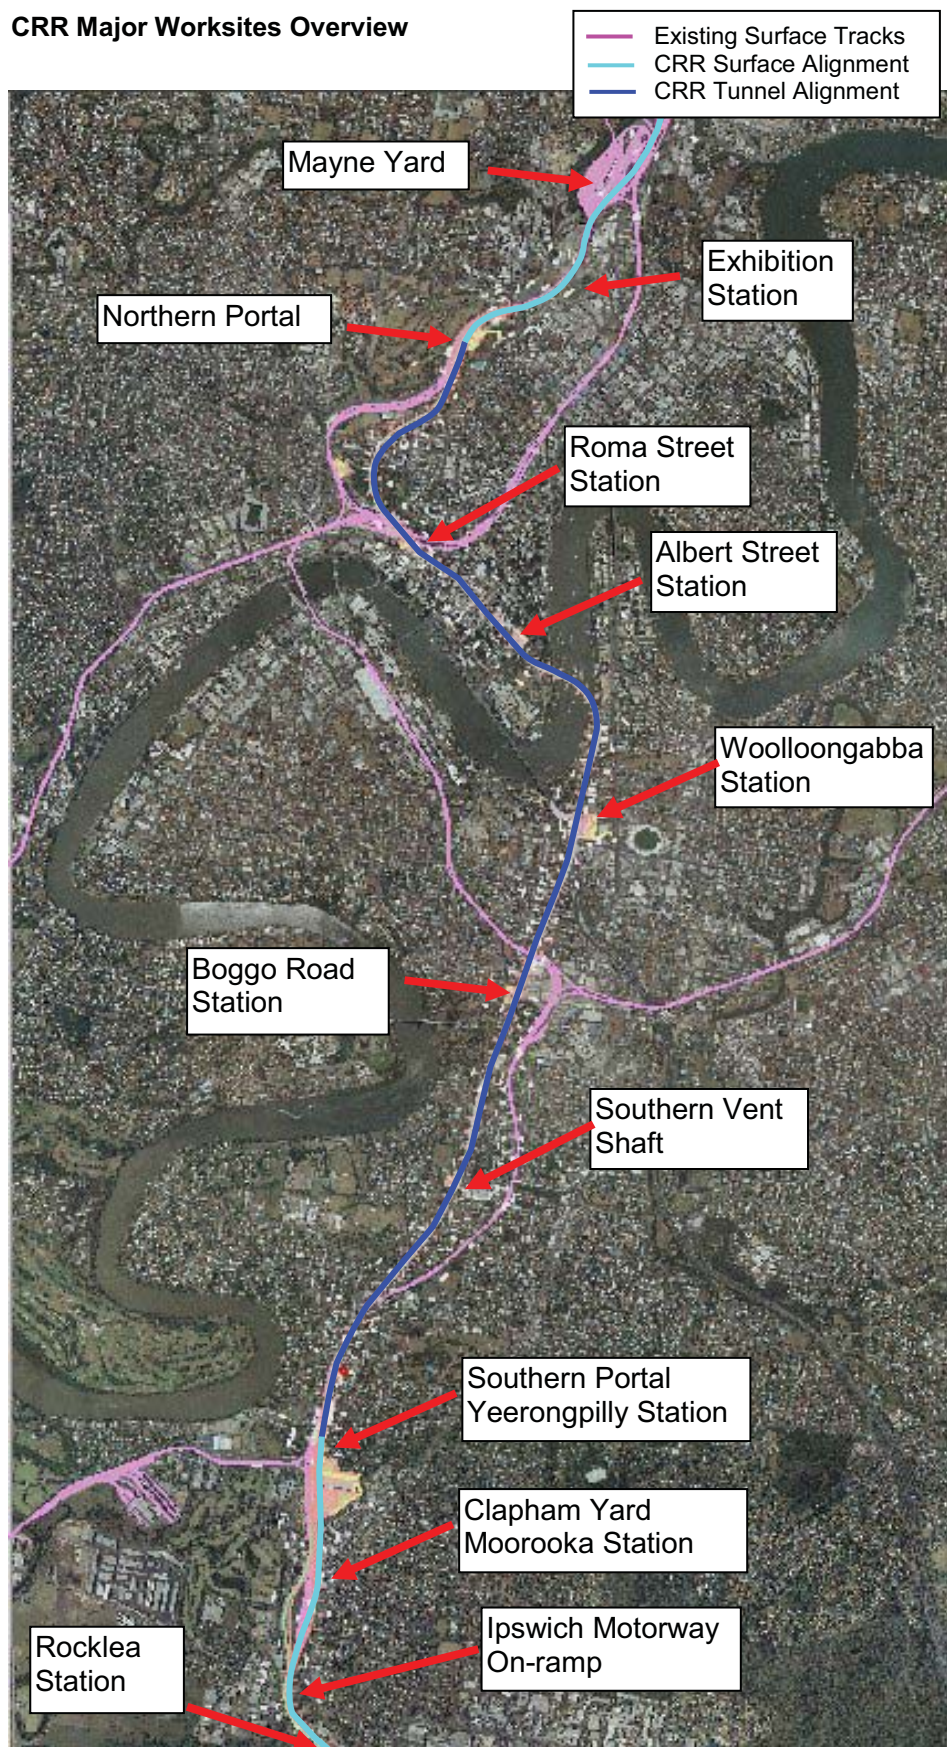 CRR Major Worksites Overview
Existing Surface Tracks
CRR Surface Alignment
CRR Tunnel Alignment
Mayne Yard
Exhibition
Station
Northern Portal
Roma Street
Station
Albert Street
Station
Woolloongabba
Station
Boggo Road
Station
Southern Vent
Shaft
Southern Portal
Yeerongpilly Station
Clapham Yard
Moorooka Station
Ipswich Motorway
On-ramp
Rocklea
Station